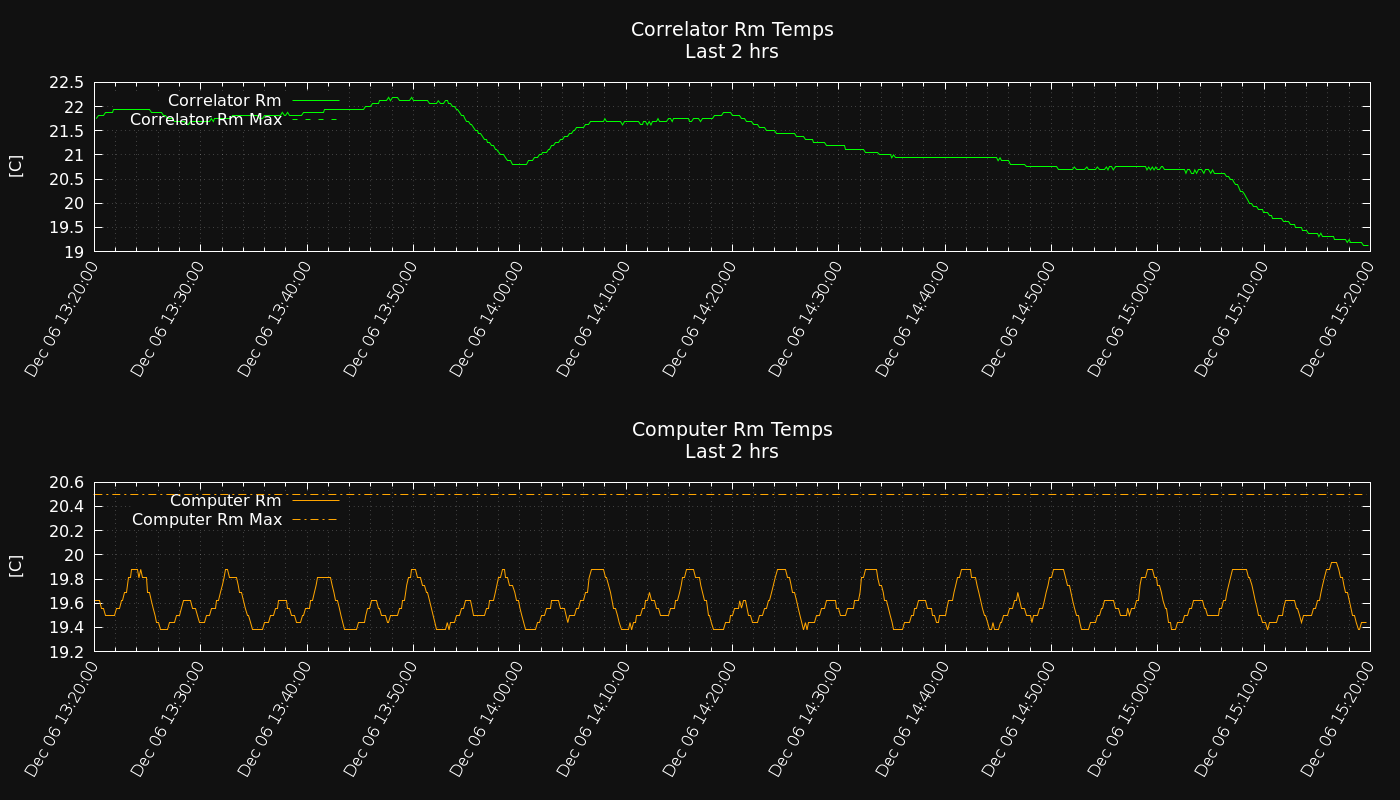 Correlator Rm Temps
Last 2 hrs
22.5
22
21.5
21
20.5
20
19.5
19
[C]
Correlator Rm
Correlator Rm Max
Dec 06 13:20:00
Dec 06 13:30:00
Dec 06 13:40:00
Dec 06 13:50:00
Dec 06 14:00:00
Dec 06 14:10:00
Dec 06 14:20:00
Dec 06 14:30:00
Dec 06 14:40:00
Dec 06 14:50:00
Dec 06 15:00:00
Dec 06 15:10:00
Dec 06 15:20:00
Computer Rm Temps
Last 2 hrs
20.6
20.4
20.2
20
19.8
19.6
19.4
19.2
[C]
Computer Rm
Computer Rm Max
Dec 06 13:20:00
Dec 06 13:30:00
Dec 06 13:40:00
Dec 06 13:50:00
Dec 06 14:00:00
Dec 06 14:10:00
Dec 06 14:20:00
Dec 06 14:30:00
Dec 06 14:40:00
Dec 06 14:50:00
Dec 06 15:00:00
Dec 06 15:10:00
Dec 06 15:20:00